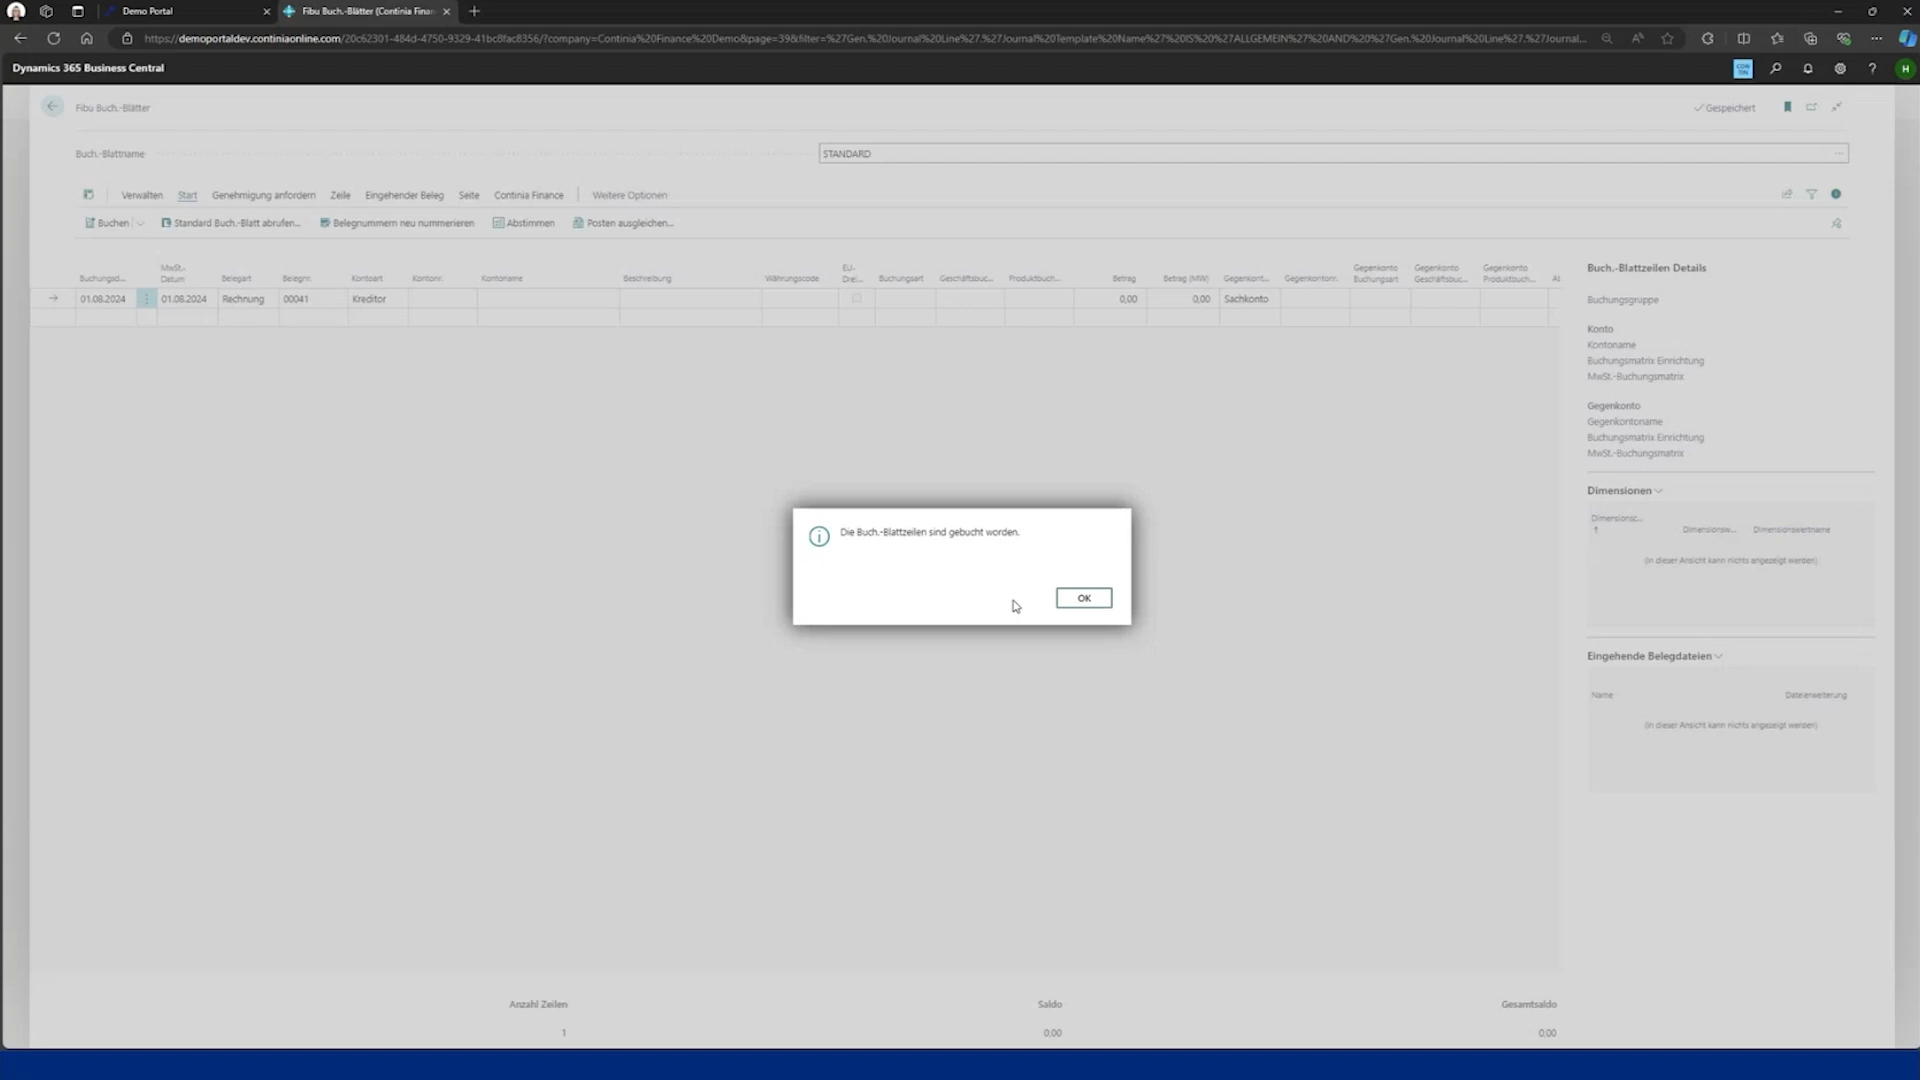 Demo Portal
Fibu Buch.-Blätter (Continia Finan
https://demoportaldev.continiaonline.com/20c62301-484d-4750-9329-41bc8fac8356/?company=Continia%20Finance%20Demo&page=39&filter=%27Gen.%20Journal%20Line%27.%27Journal%20Template%20Name%27%20IS%20%27ALLGEMEIN%27%20AND%20%27Gen.%20Journal%20Line%27.%27Journal...
Dynamics 365 Business Central
CON
TIN
H
Fibu Buch.-Blätter
Gespeichert
Buch.-Blattname
STANDARD
Verwalten Start Genehmigung anfordern Zeile Eingehender Beleg Seite Continia Finance Weitere Optionen
Buchen Standard Buch.-Blatt abrufen... Belegnummern neu nummerieren Abstimmen Posten ausgleichen...
Buchungsd... MwSt.-Datum Belegart Belegnr. Kontoart Kontonr. Kontoname Beschreibung Währungscode EU-Drei... Buchungsart Geschäftsbuc... Produktbuch... Betrag Betrag (MW) Gegenkont... Gegenkontonr. Gegenkonto Buchungsart Gegenkonto Geschäftsbuc... Gegenkonto Produktbuch...
01.08.2024 01.08.2024 Rechnung 00041 Kreditor 0,00 0,00 Sachkonto
Buch.-Blattzeilen Details
Buchungsgruppe
Konto
Kontoname
Buchungsmatrix Einrichtung
MwSt.-Buchungsmatrix
Gegenkonto
Gegenkontoname
Buchungsmatrix Einrichtung
MwSt.-Buchungsmatrix
Dimensionen
Dimensionsc... Dimensionsw... Dimensionswertname
(In dieser Ansicht kann nichts angezeigt werden)
Eingehende Belegdateien
Name Dateierweiterung
(In dieser Ansicht kann nichts angezeigt werden)
Die Buch.-Blattzeilen sind gebucht worden.
OK
Anzahl Zeilen Saldo Gesamtsaldo
1 0,00 0,00